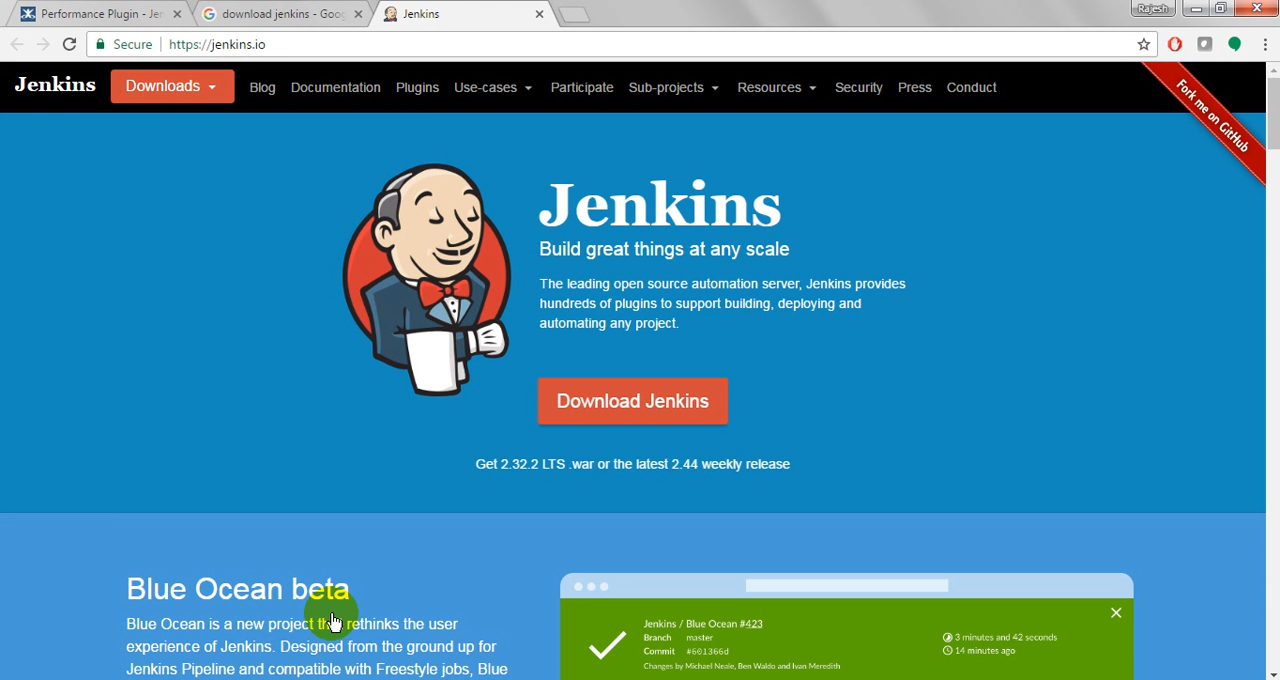 Performance Plugin - Jen
download jenkins - Goo
Jenkins
Rajesh
Secure
https://jenkins.io
Jenkins
Downloads
Blog
Documentation
Plugins
Use-cases
Participate
Sub-projects
Resources
Security
Press
Conduct
Fork me on GitHub
Jenkins
Build great things at any scale
The leading open source automation server, Jenkins provides
hundreds of plugins to support building, deploying and
automating any project.
Download Jenkins
Get 2.32.2 LTS .war or the latest 2.44 weekly release
Blue Ocean beta
Blue Ocean is a new project that rethinks the user
experience of Jenkins. Designed from the ground up for
Jenkins Pipeline and compatible with Freestyle jobs, Blue
Jenkins / Blue Ocean #423
Branch master
Commit #601366d
Changes by Michael Neale, Ben Waldo and Ivan Meredith
3 minutes and 42 seconds
14 minutes ago